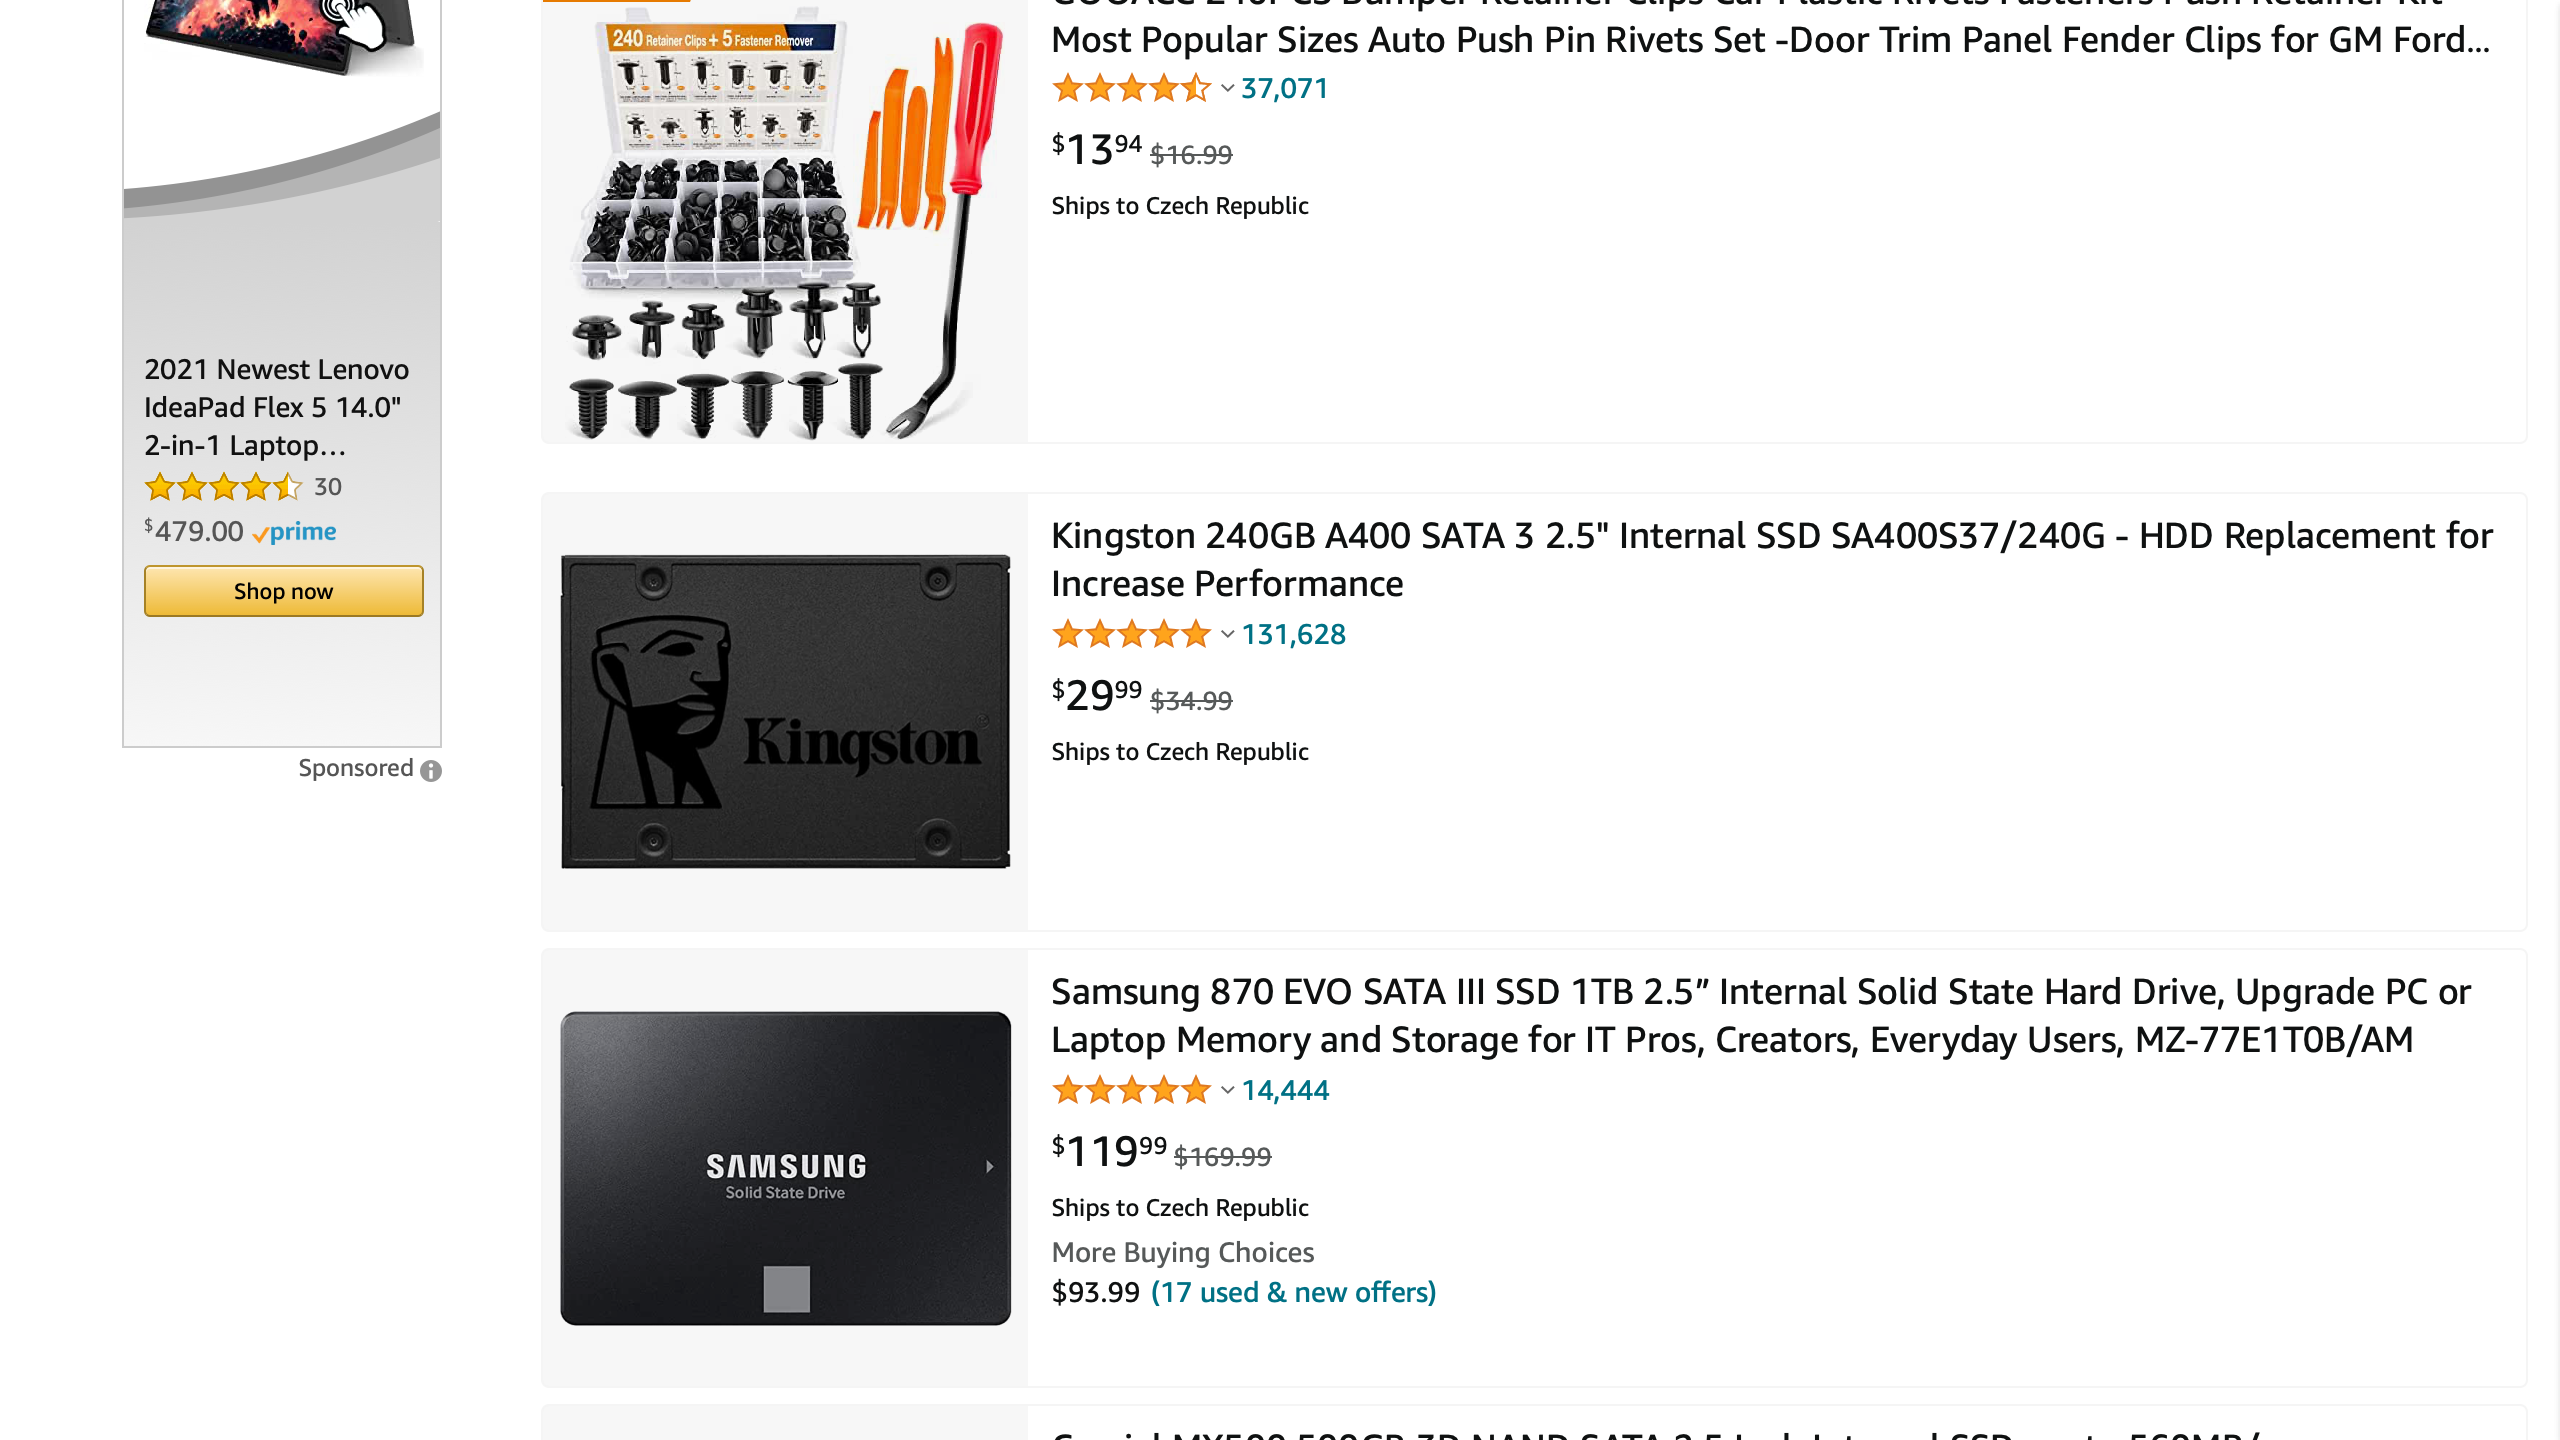 2021 Newest Lenovo
IdeaPad Flex 5 14.0"
2-in-1 Laptop…
30
$479.00 prime
Shop now
Sponsored
240 Retainer Clips + 5 Fastener Remover
Most Popular Sizes Auto Push Pin Rivets Set -Door Trim Panel Fender Clips for GM Ford...
37,071
$13 94 $16.99
Ships to Czech Republic
Kingston
Kingston 240GB A400 SATA 3 2.5" Internal SSD SA400S37/240G - HDD Replacement for
Increase Performance
131,628
$29 99 $34.99
Ships to Czech Republic
SAMSUNG
Solid State Drive
Samsung 870 EVO SATA III SSD 1TB 2.5” Internal Solid State Hard Drive, Upgrade PC or
Laptop Memory and Storage for IT Pros, Creators, Everyday Users, MZ-77E1T0B/AM
14,444
$119 99 $169.99
Ships to Czech Republic
More Buying Choices
$93.99 (17 used & new offers)